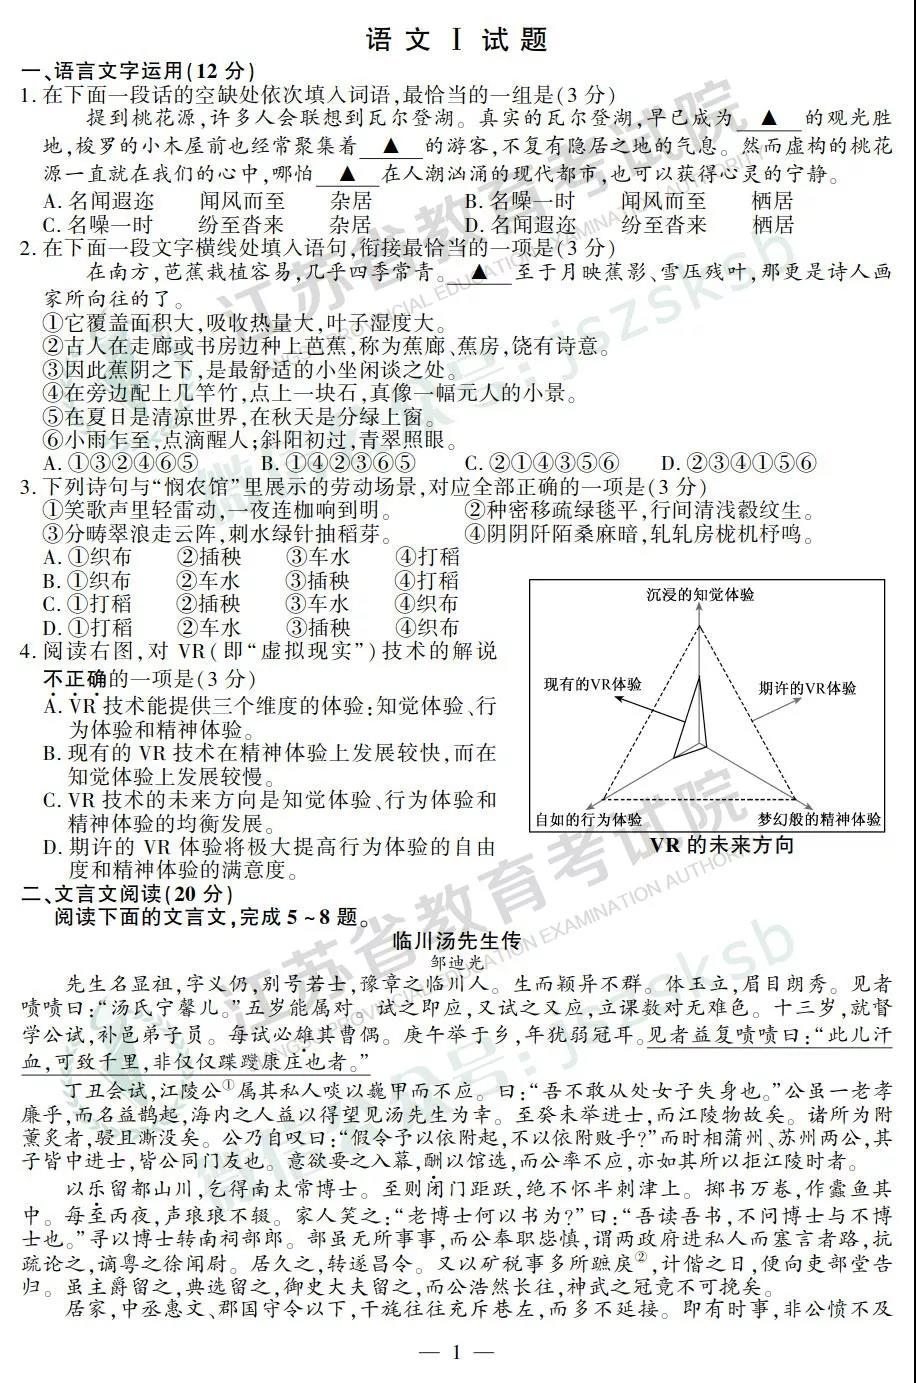 语 文 Ⅰ 试 题
一、语言文字运用(12 分)
1. 在下面一段话的空缺处依次填入词语,最恰当的一组是(3 分)
提到桃花源,许多人会联想到瓦尔登湖。真实的瓦尔登湖,早已成为 ▲ 的观光胜
地,梭罗的小木屋前也经常聚集着 ▲ 的游客,不复有隐居之地的气息。然而虚构的桃花
源一直就在我们的心中,哪怕 ▲ 在人潮汹涌的现代都市,也可以获得心灵的宁静。
A. 名闻遐迩 闻风而至 杂居 B. 名噪一时 闻风而至 栖居
C. 名噪一时 纷至沓来 杂居 D. 名闻遐迩 纷至沓来 栖居
2. 在下面一段文字横线处填入语句,衔接最恰当的一项是(3 分)
在南方,芭蕉栽植容易,几乎四季常青。 ▲ 至于月映蕉影、雪压残叶,那更是诗人画
家所向往的了。
①它覆盖面积大,吸收热量大,叶子湿度大。
②古人在走廊或书房边种上芭蕉,称为蕉廊、蕉房,饶有诗意。
③因此蕉阴之下,是最舒适的小坐闲谈之处。
④在旁边配上几竿竹,点上一块石,真像一幅元人的小景。
⑤在夏日是清凉世界,在秋天是分绿上窗。
⑥小雨乍至,点滴醒人;斜阳初过,青翠照眼。
A. ①③②④⑥⑤ B. ①④②③⑥⑤ C. ②①④③⑤⑥ D. ②③④①⑤⑥
3. 下列诗句与“悯农馆”里展示的劳动场景,对应全部正确的一项是(3 分)
①笑歌声里轻雷动,一夜连枷响到明。 ②种密移疏绿毯平,行间清浅縠纹生。
③分畴翠浪走云阵,刺水绿针抽稻芽。 ④阴阴阡陌桑麻暗,轧轧房栊机杼鸣。
A. ①织布 ②插秧 ③车水 ④打稻
B. ①织布 ②车水 ③插秧 ④打稻
C. ①打稻 ②插秧 ③车水 ④织布
D. ①打稻 ②车水 ③插秧 ④织布
4. 阅读右图,对 VR(即“虚拟现实”)技术的解说
不正确的一项是(3 分)
A. VR 技术能提供三个维度的体验:知觉体验、行
为体验和精神体验。
B. 现有的 VR 技术在精神体验上发展较快,而在
知觉体验上发展较慢。
C. VR 技术的未来方向是知觉体验、行为体验和
精神体验的均衡发展。
D. 期许的 VR 体验将极大提高行为体验的自由
度和精神体验的满意度。
沉浸的知觉体验
现有的VR体验
期许的VR体验
自如的行为体验
梦幻般的精神体验
VR 的未来方向
二、文言文阅读(20 分)
阅读下面的文言文,完成 5～8 题。
临川汤先生传
邹迪光
先生名显祖,字义仍,别号若士,豫章之临川人。生而颖异不群。体玉立,眉目朗秀。见者
啧啧曰:“汤氏宁馨儿。”五岁能属对。试之即应,又试之又应,立课数对无难色。十三岁,就督
学公试,补邑弟子员。每试必雄其曹偶。庚午举于乡,年犹弱冠耳。见者益复啧啧曰:“此儿汗
血,可致千里,非仅仅蹀躞康庄也者。”
丁丑会试,江陵公①属其私人啖以巍甲而不应。曰:“吾不敢从处女子失身也。”公虽一老孝
廉乎,而名益鹊起,海内之人益以得望见汤先生为幸。至癸未举进士,而江陵物故矣。诸所为附
薰炙者,骎且澌没矣。公乃自叹曰:“假令予以依附起,不以依附败乎?”而时相蒲州、苏州两公,其
子皆中进士,皆公同门友也。意欲要之入幕,酬以馆选,而公率不应,亦如其所以拒江陵时者。
以乐留都山川,乞得南太常博士。至则闭门距跃,绝不怀半刺津上。掷书万卷,作蠹鱼其
中。每至丙夜,声琅琅不辍。家人笑之:“老博士何以书为?”曰:“吾读吾书,不问博士与不博
士也。”寻以博士转南祠部郎。部虽无所事事,而公奉职毖慎,谓两政府进私人而塞言者路,抗
疏论之,谪粤之徐闻尉。居久之,转遂昌令。又以矿税事多所蹠戾②,计偕之日,便向吏部堂告
归。虽主爵留之,典选留之,御史大夫留之,而公浩然长往,神武之冠竟不可挽矣。
居家,中丞惠文、郡国守令以下,干旄往往充斥巷左,而多不延接。即有时事,非公愤不及
— 1 —
江苏省教育考试院
JIANGSU PROVINCIAL EDUCATION EXAMINATION AUTHORITY
微信公众号:jszsksb
江苏省教育考试院
JIANGSU PROVINCIAL EDUCATION EXAMINATION AUTHORITY
微信公众号:jszsksb